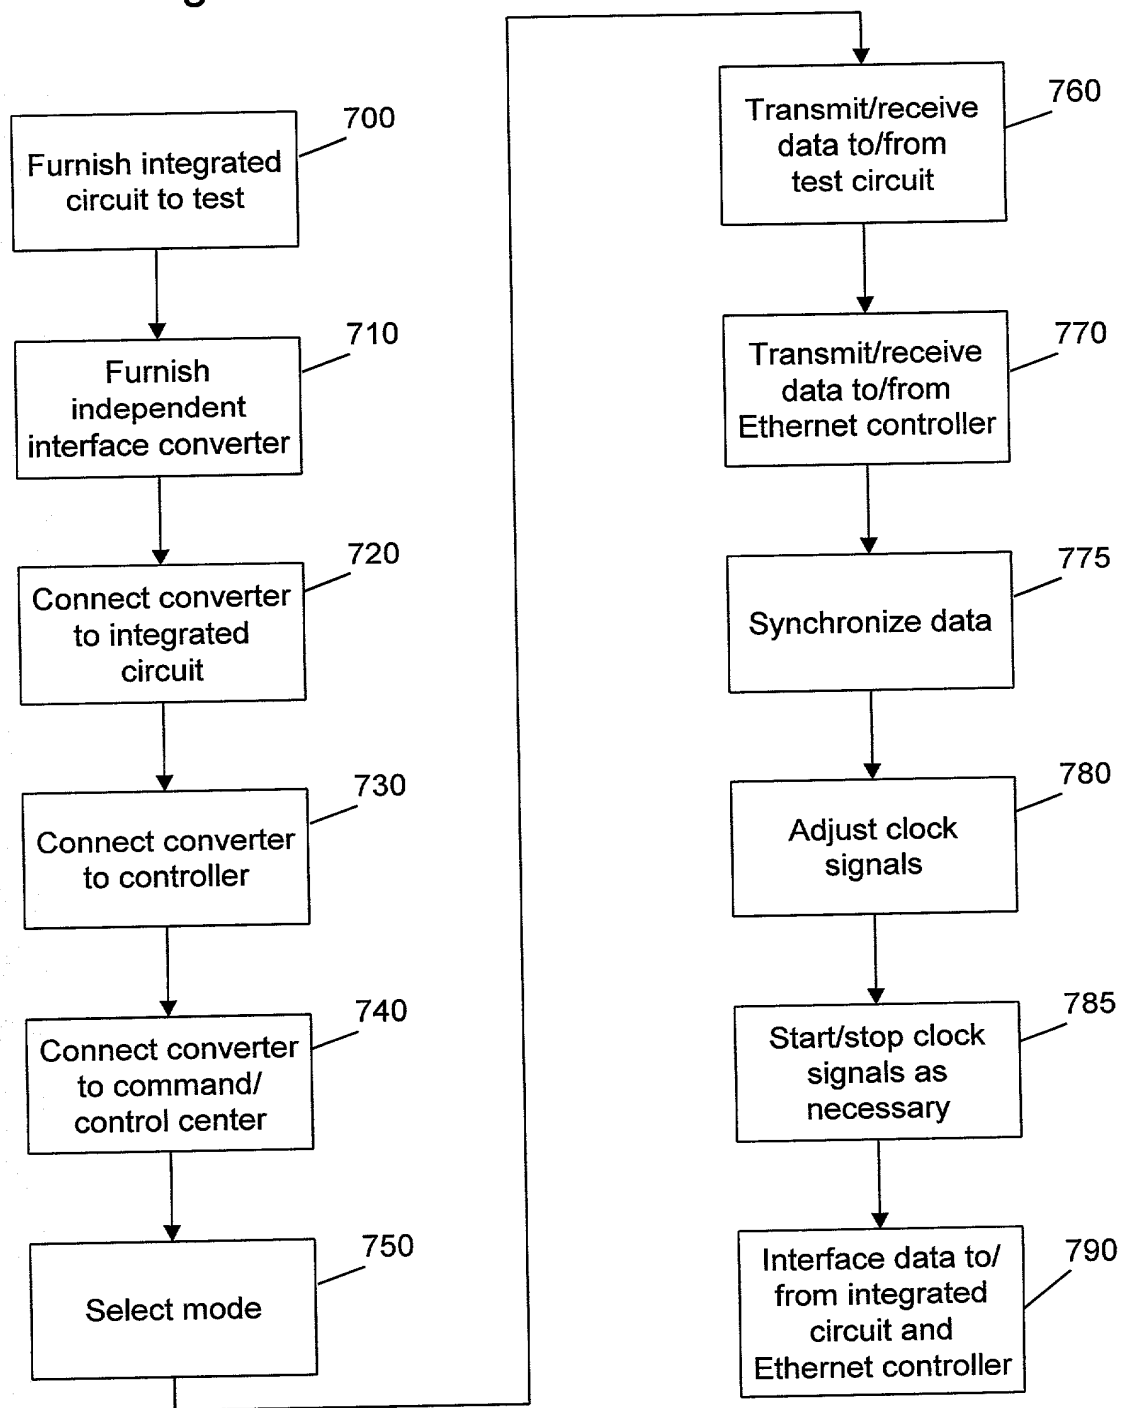 700
Furnish integrated
circuit to test
710
Furnish
independent
interface converter
720
Connect converter
to integrated
circuit
730
Connect converter
to controller
740
Connect converter
to command/
control center
750
Select mode
760
Transmit/receive
data to/from
test circuit
770
Transmit/receive
data to/from
Ethernet controller
775
Synchronize data
780
Adjust clock
signals
785
Start/stop clock
signals as
necessary
790
Interface data to/
from integrated
circuit and
Ethernet controller